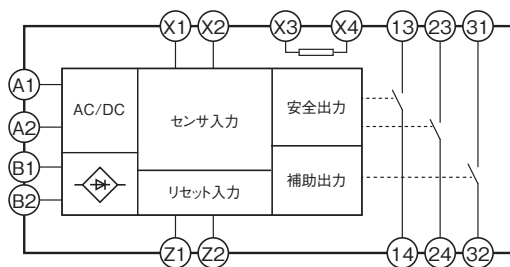 X1 X2 X3 X4 13 23 31
A1
A2
B1
B2
AC/DC
センサ入力
リセット入力
安全出力
補助出力
Z1 Z2 14 24 32